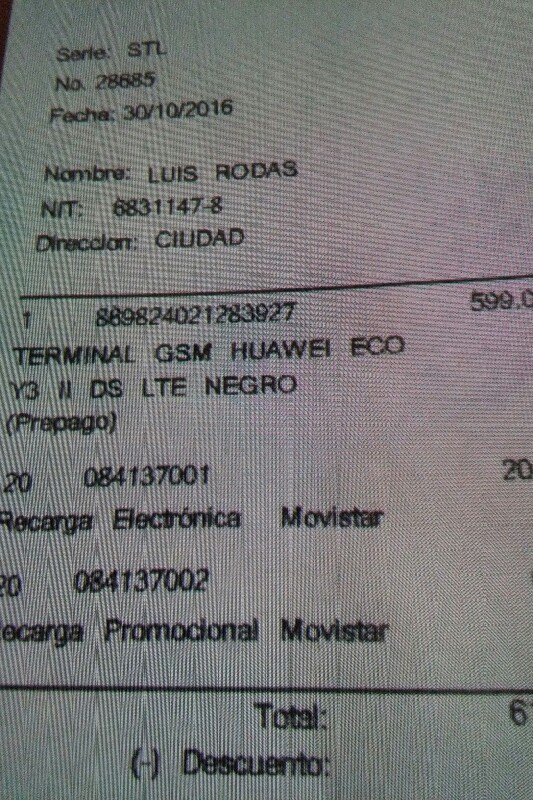 Serie: STL
No. 28685
Fecha: 30/10/2016
Nombre: LUIS RODAS
NIT: 6831147-8
Direccion: CIUDAD
1 889824021283927 599.0
TERMINAL GSM HUAWEI ECO
Y3 II DS LTE NEGRO
(Prepago)
20 084137001 20
Recarga Electrónica Movistar
20 084137002
ecarga Promocional Movistar
Total: 6
(-) Descuento: